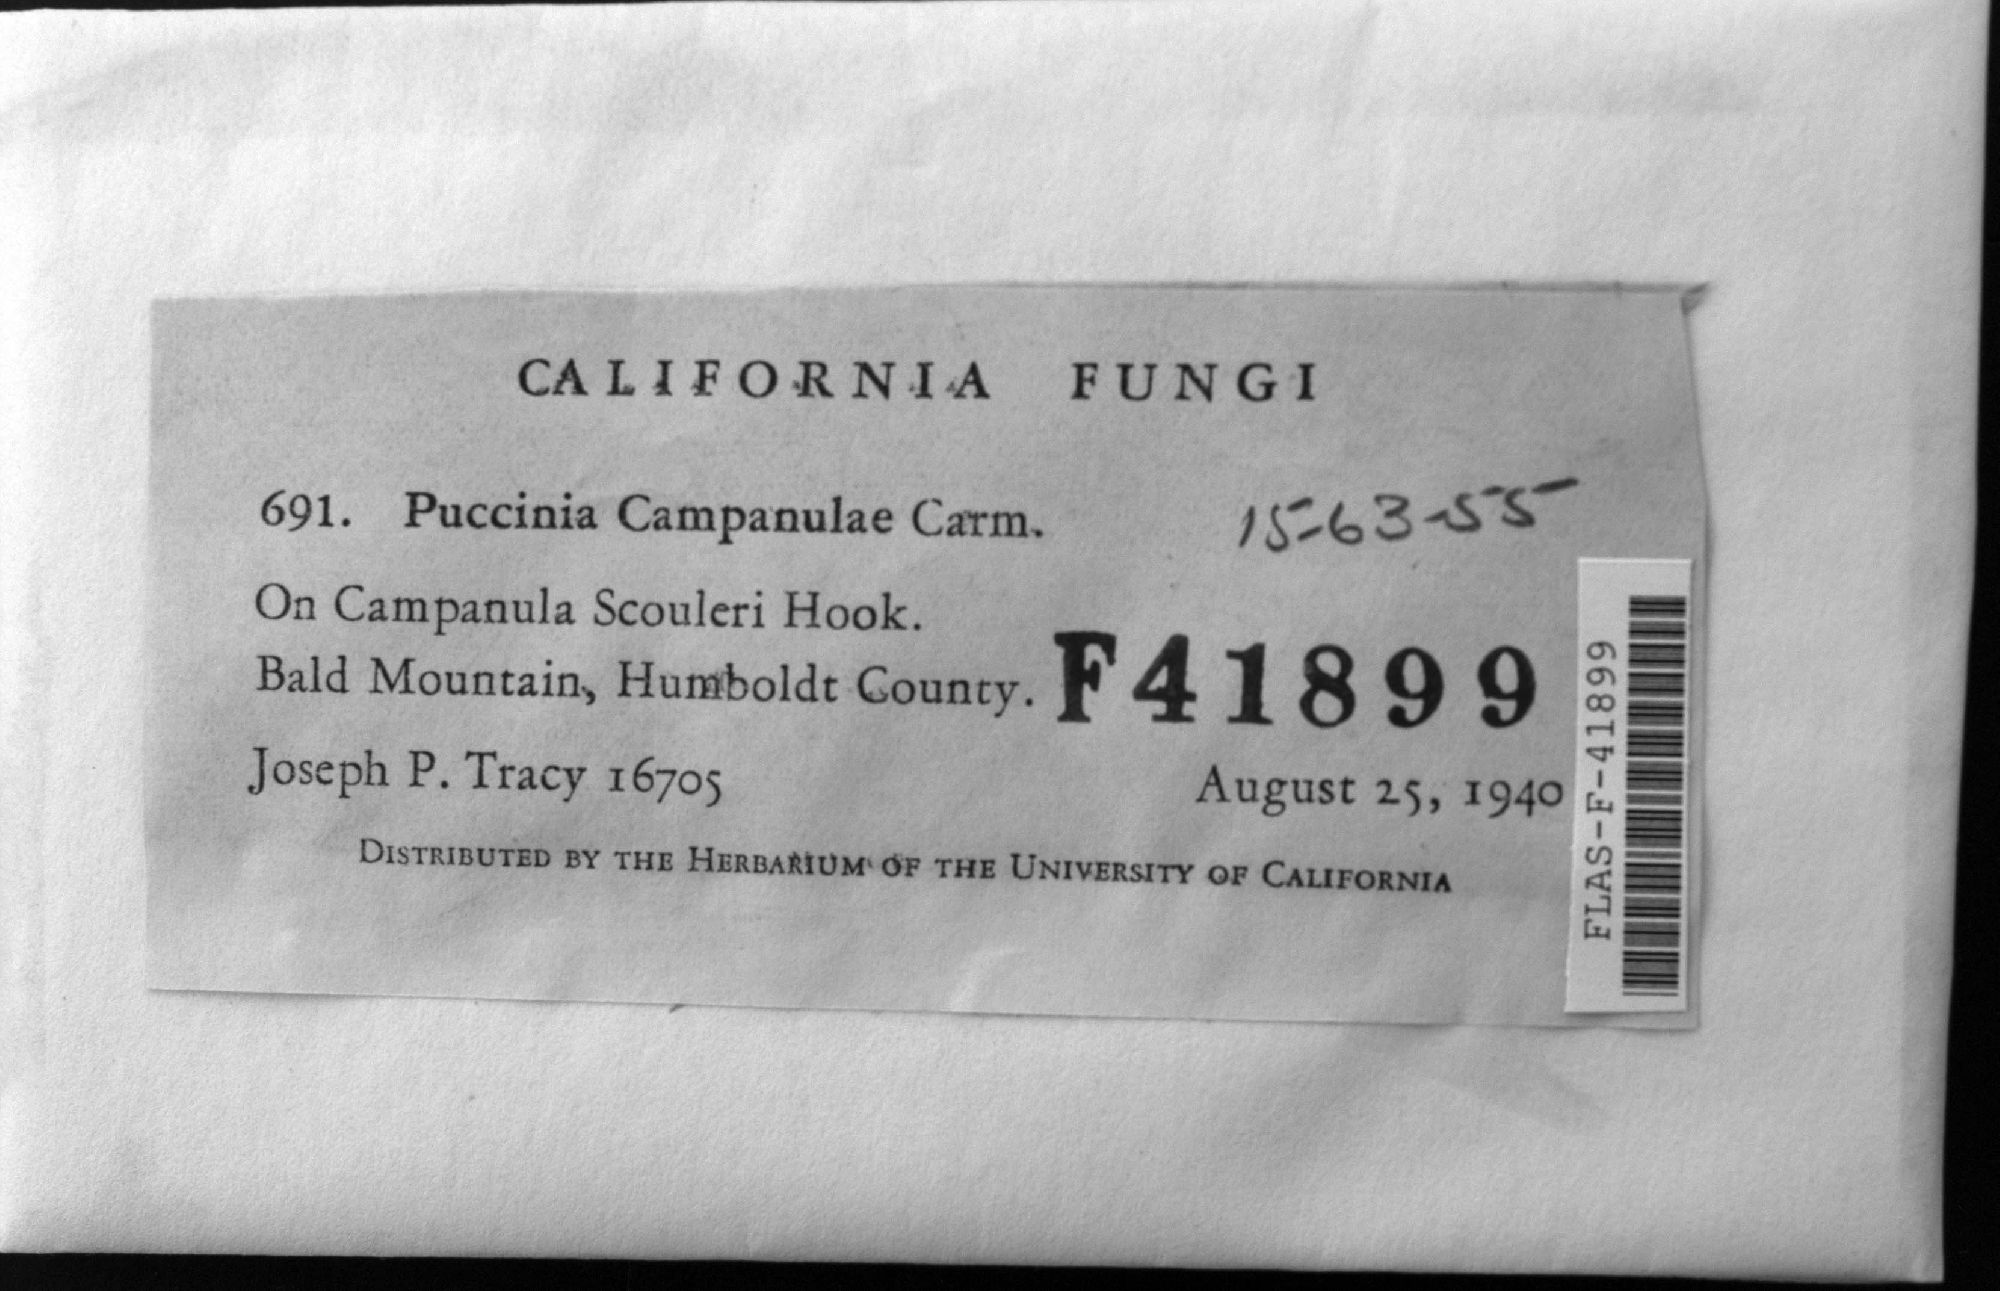 CALIFORNIA FUNGI
691. Puccinia Campanulae Carm.
15-63-55
On Campanula Scouleri Hook.
Bald Mountain, Humboldt County.
F41899
Joseph P. Tracy 16705
August 25, 1940
DISTRIBUTED BY THE HERBARIUM OF THE UNIVERSITY OF CALIFORNIA
FLAS-F-41899